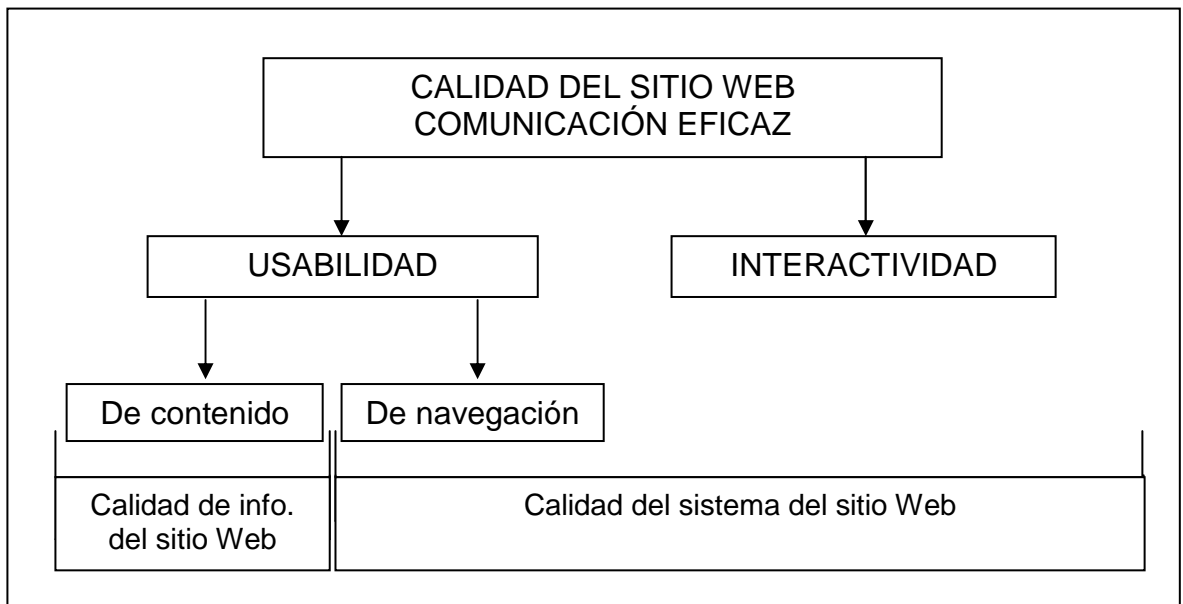 CALIDAD DEL SITIO WEB
COMUNICACIÓN EFICAZ
USABILIDAD
INTERACTIVIDAD
De contenido
De navegación
Calidad de info.
del sitio Web
Calidad del sistema del sitio Web